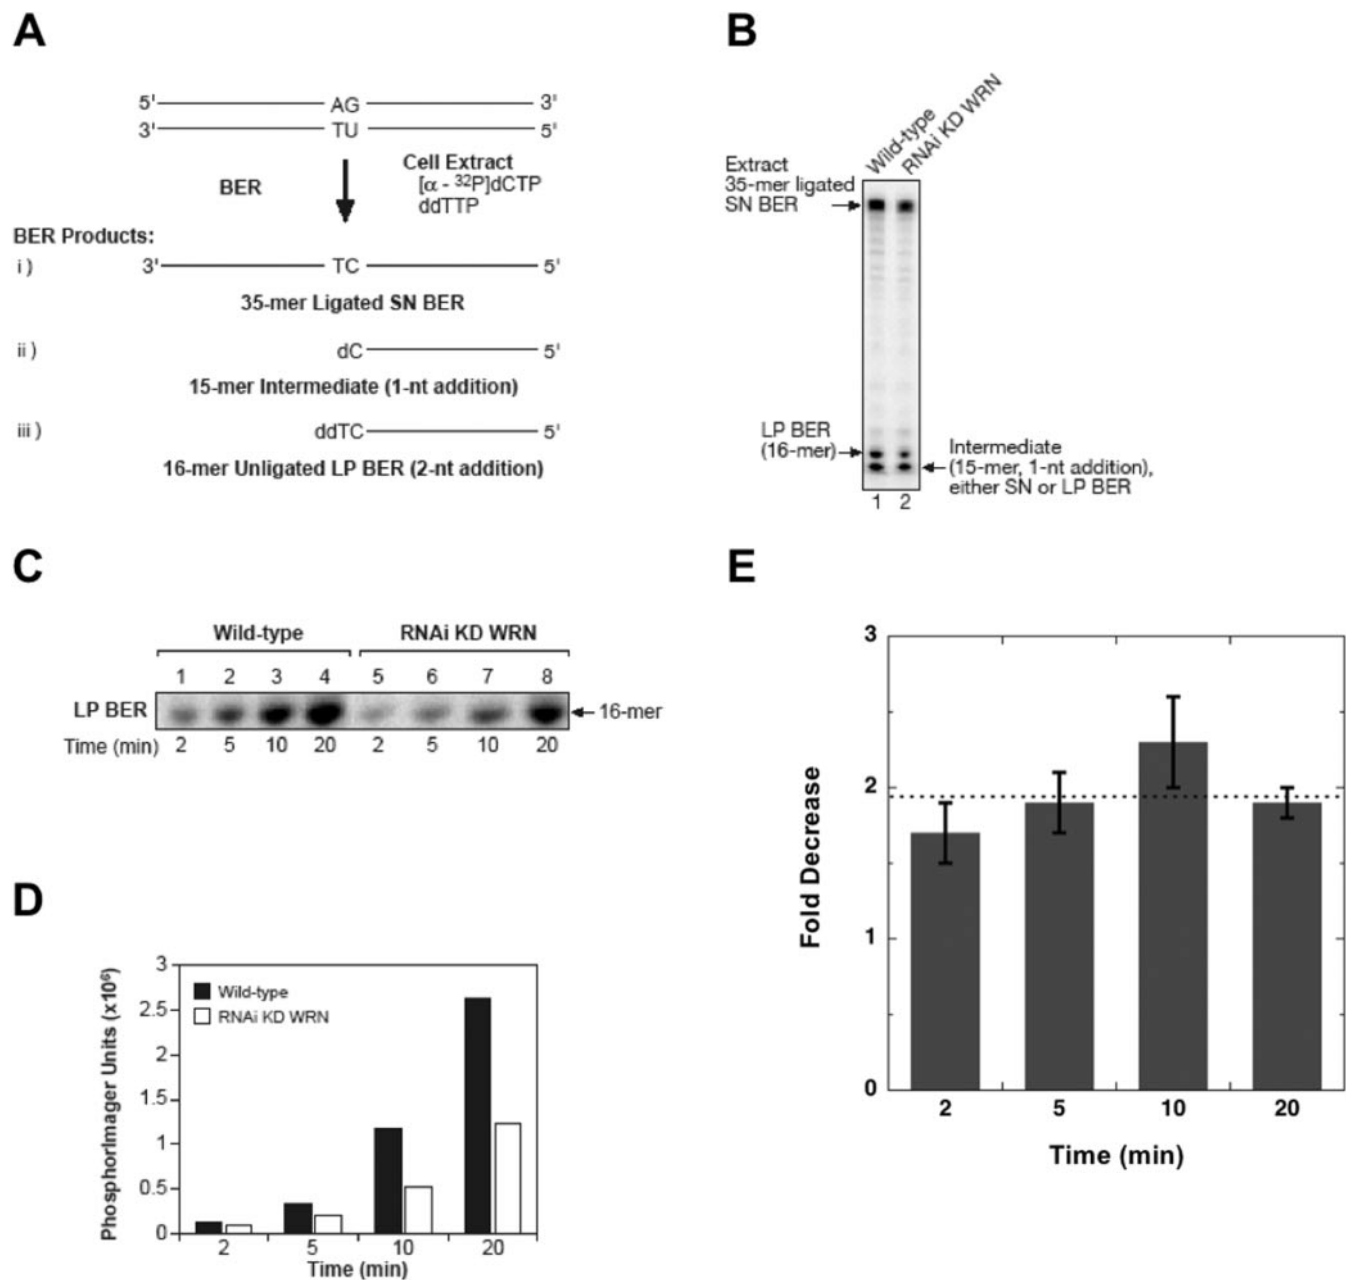 A
5' AG 3'
3' TU 5'
BER
Cell Extract
[α - ³²P]dCTP
ddTTP
BER Products:
i ) 3' TC 5'
35-mer Ligated SN BER
ii ) dC 5'
15-mer Intermediate (1-nt addition)
iii ) ddTC 5'
16-mer Unligated LP BER (2-nt addition)
B
Wild-type
RNAi KD WRN
Extract
35-mer ligated
SN BER
LP BER
(16-mer)
Intermediate
(15-mer, 1-nt addition),
either SN or LP BER
1 2
C
Wild-type RNAi KD WRN
1 2 3 4 5 6 7 8
LP BER 16-mer
Time (min) 2 5 10 20 2 5 10 20
D
PhosphorImager Units (x10⁶)
3
2.5
2
1.5
1
0.5
0
Wild-type
RNAi KD WRN
2 5 10 20
Time (min)
E
Fold Decrease
3
2
1
0
2 5 10 20
Time (min)